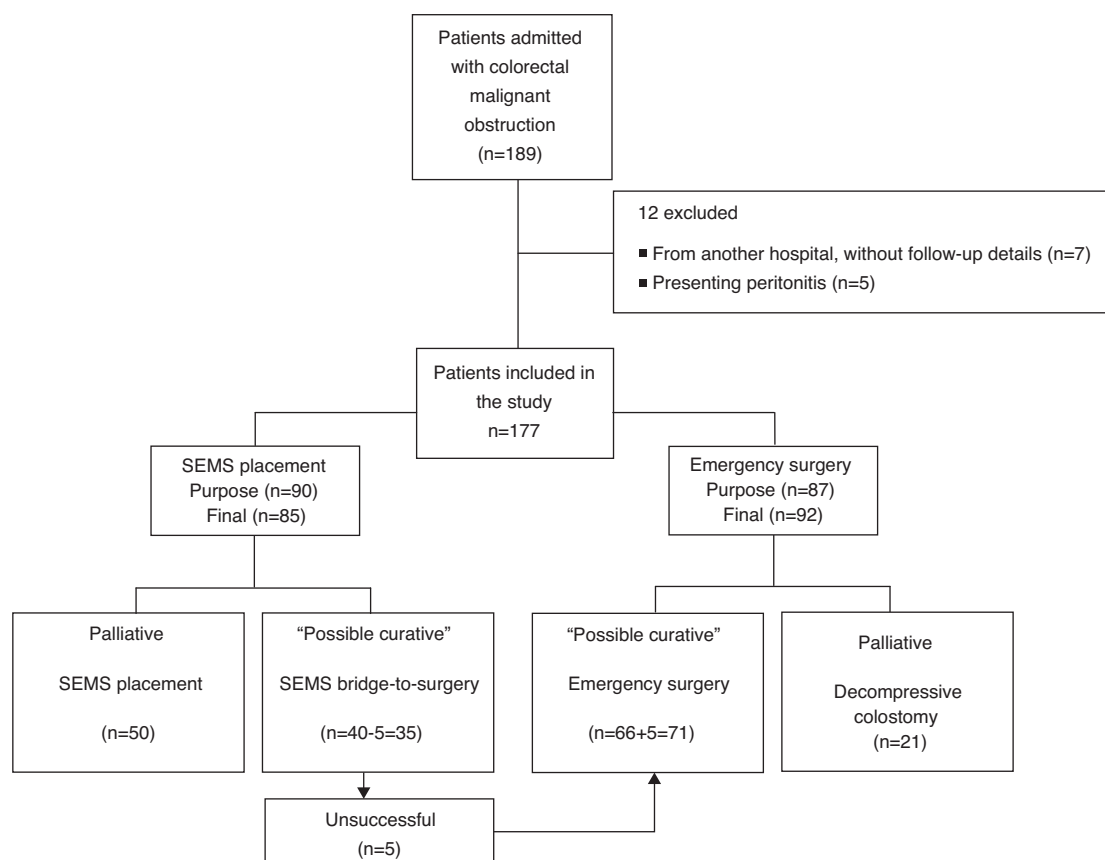 Patients admitted
with colorectal
malignant
obstruction
(n=189)
12 excluded
■ From another hospital, without follow-up details (n=7)
■ Presenting peritonitis (n=5)
Patients included in
the study
n=177
SEMS placement
Purpose (n=90)
Final (n=85)
Emergency surgery
Purpose (n=87)
Final (n=92)
Palliative
SEMS placement
(n=50)
“Possible curative”
SEMS bridge-to-surgery
(n=40-5=35)
“Possible curative”
Emergency surgery
(n=66+5=71)
Palliative
Decompressive
colostomy
(n=21)
Unsuccessful
(n=5)